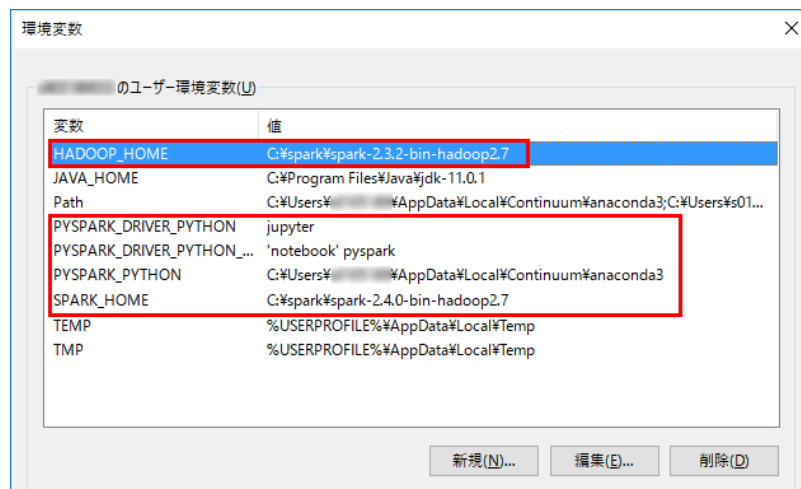 環境変数
のユーザー環境変数(U)
変数 値
HADOOP_HOME C:¥spark¥spark-2.3.2-bin-hadoop2.7
JAVA_HOME C:¥Program Files¥Java¥jdk-11.0.1
Path C:¥Users¥ ¥AppData¥Local¥Continuum¥anaconda3;C:¥Users¥s01...
PYSPARK_DRIVER_PYTHON jupyter
PYSPARK_DRIVER_PYTHON_... 'notebook' pyspark
PYSPARK_PYTHON C:¥Users¥ ¥AppData¥Local¥Continuum¥anaconda3
SPARK_HOME C:¥spark¥spark-2.4.0-bin-hadoop2.7
TEMP %USERPROFILE%¥AppData¥Local¥Temp
TMP %USERPROFILE%¥AppData¥Local¥Temp
新規(N)... 編集(E)... 削除(D)